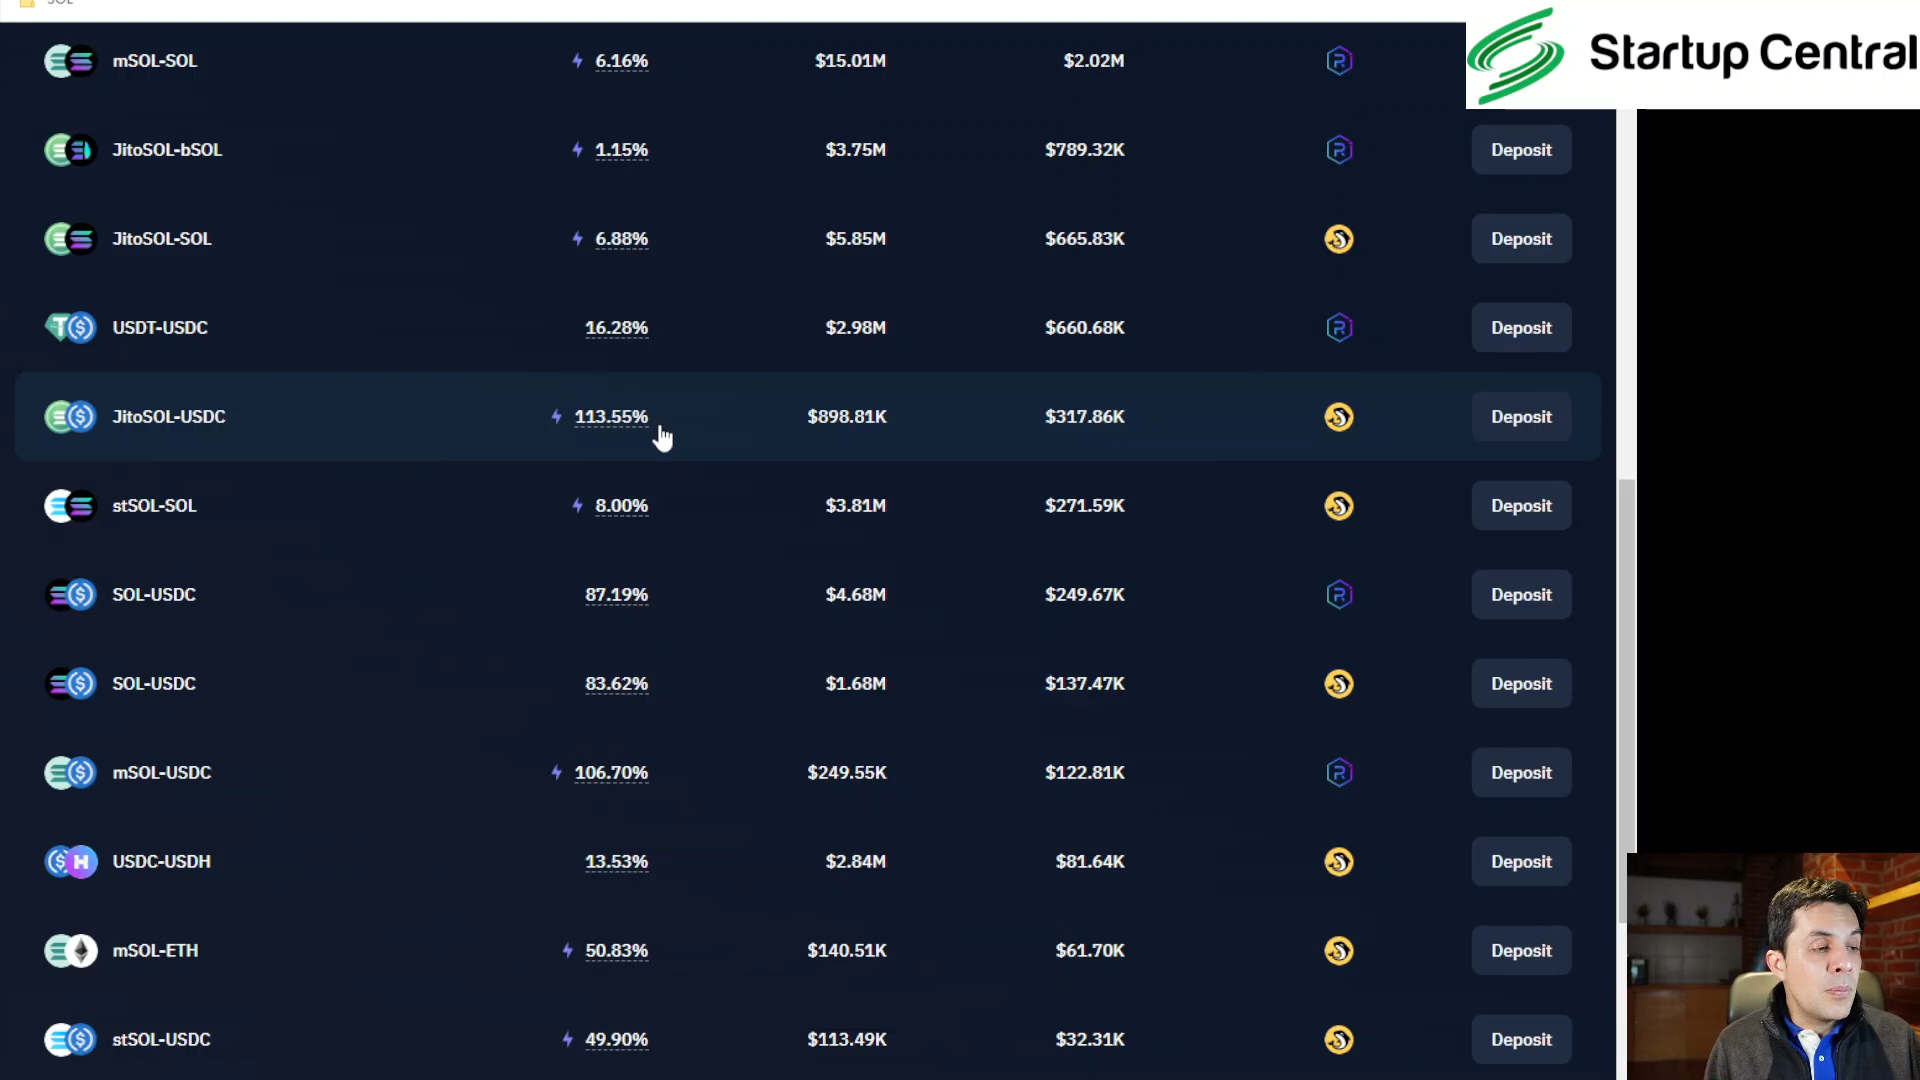 SOL
Startup Central
mSOL-SOL 6.16% $15.01M $2.02M
JitoSOL-bSOL 1.15% $3.75M $789.32K Deposit
JitoSOL-SOL 6.88% $5.85M $665.83K Deposit
USDT-USDC 16.28% $2.98M $660.68K Deposit
JitoSOL-USDC 113.55% $898.81K $317.86K Deposit
stSOL-SOL 8.00% $3.81M $271.59K Deposit
SOL-USDC 87.19% $4.68M $249.67K Deposit
SOL-USDC 83.62% $1.68M $137.47K Deposit
mSOL-USDC 106.70% $249.55K $122.81K Deposit
USDC-USDH 13.53% $2.84M $81.64K Deposit
mSOL-ETH 50.83% $140.51K $61.70K Deposit
stSOL-USDC 49.90% $113.49K $32.31K Deposit